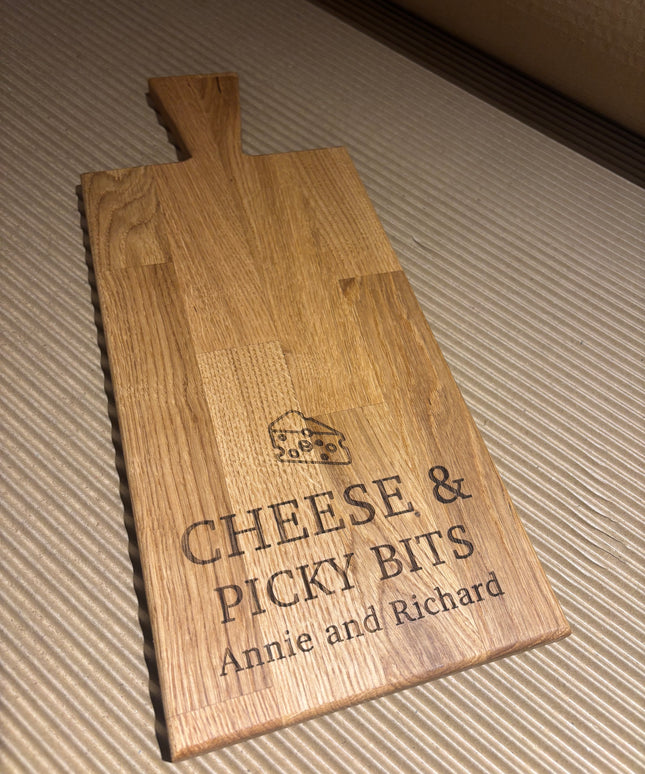 CHEESE &
PICKY BITS
Annie and Richard